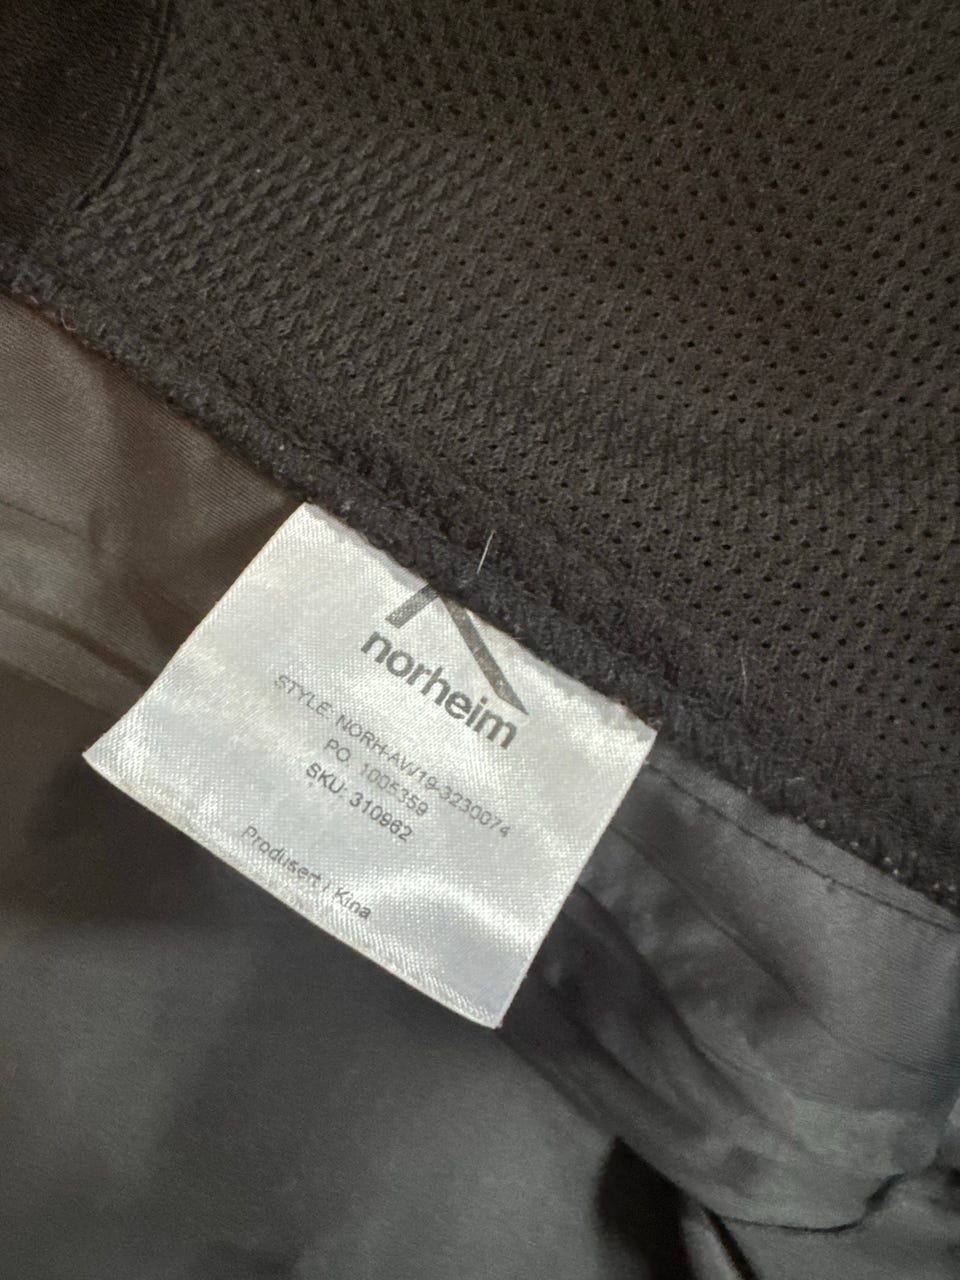 norheim
STYLE: NORH-AW19-3230074
PO. 1005359
SKU: 310962
Produsert i Kina